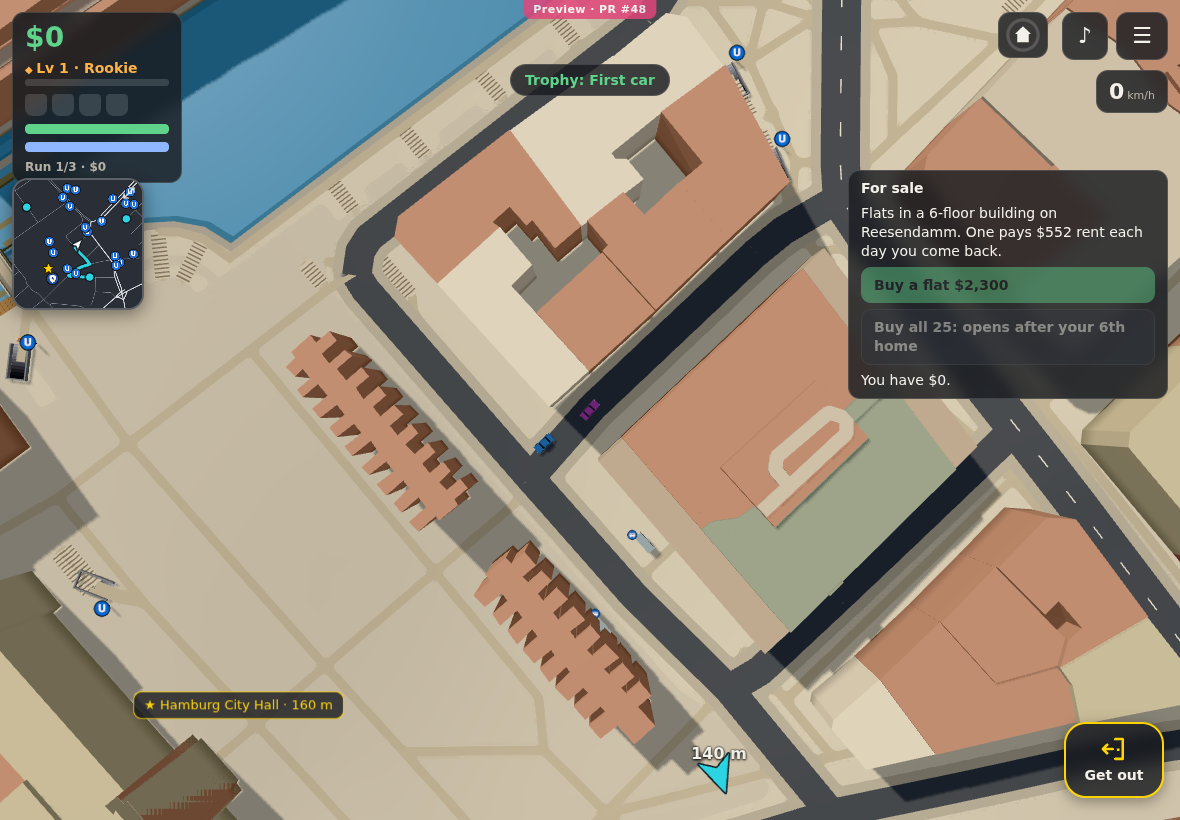 Preview · PR #48
$0
Lv 1 · Rookie
Run 1/3 · $0
Trophy: First car
0 km/h
For sale
Flats in a 6-floor building on
Reesendamm. One pays $552 rent each
day you come back.
Buy a flat $2,300
Buy all 25: opens after your 6th
home
You have $0.
U
U
U
U
★ Hamburg City Hall · 160 m
140 m
Get out